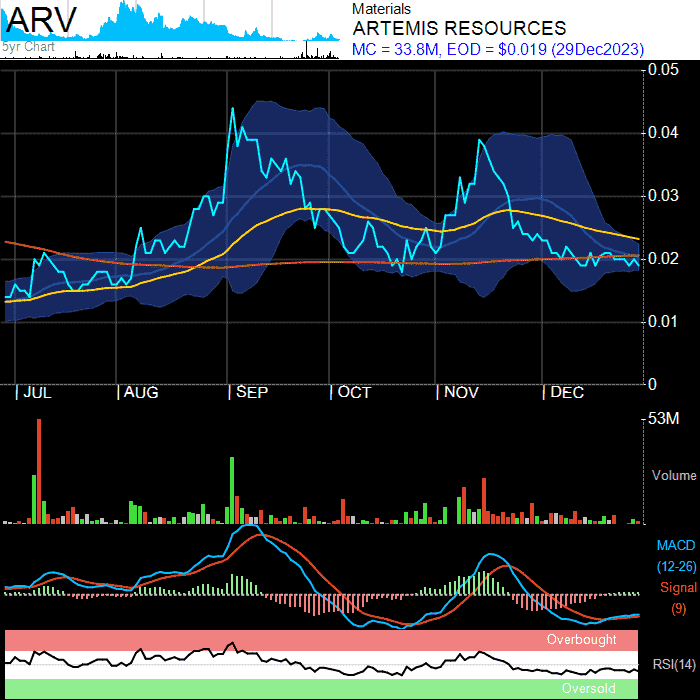 ARV
5yr Chart
Materials
ARTEMIS RESOURCES
MC = 33.8M, EOD = $0.019 (29Dec2023)
0.05
0.04
0.03
0.02
0.01
0
JUL AUG SEP OCT NOV DEC
53M
Volume
MACD
(12-26)
Signal
(9)
Overbought
RSI(14)
Oversold